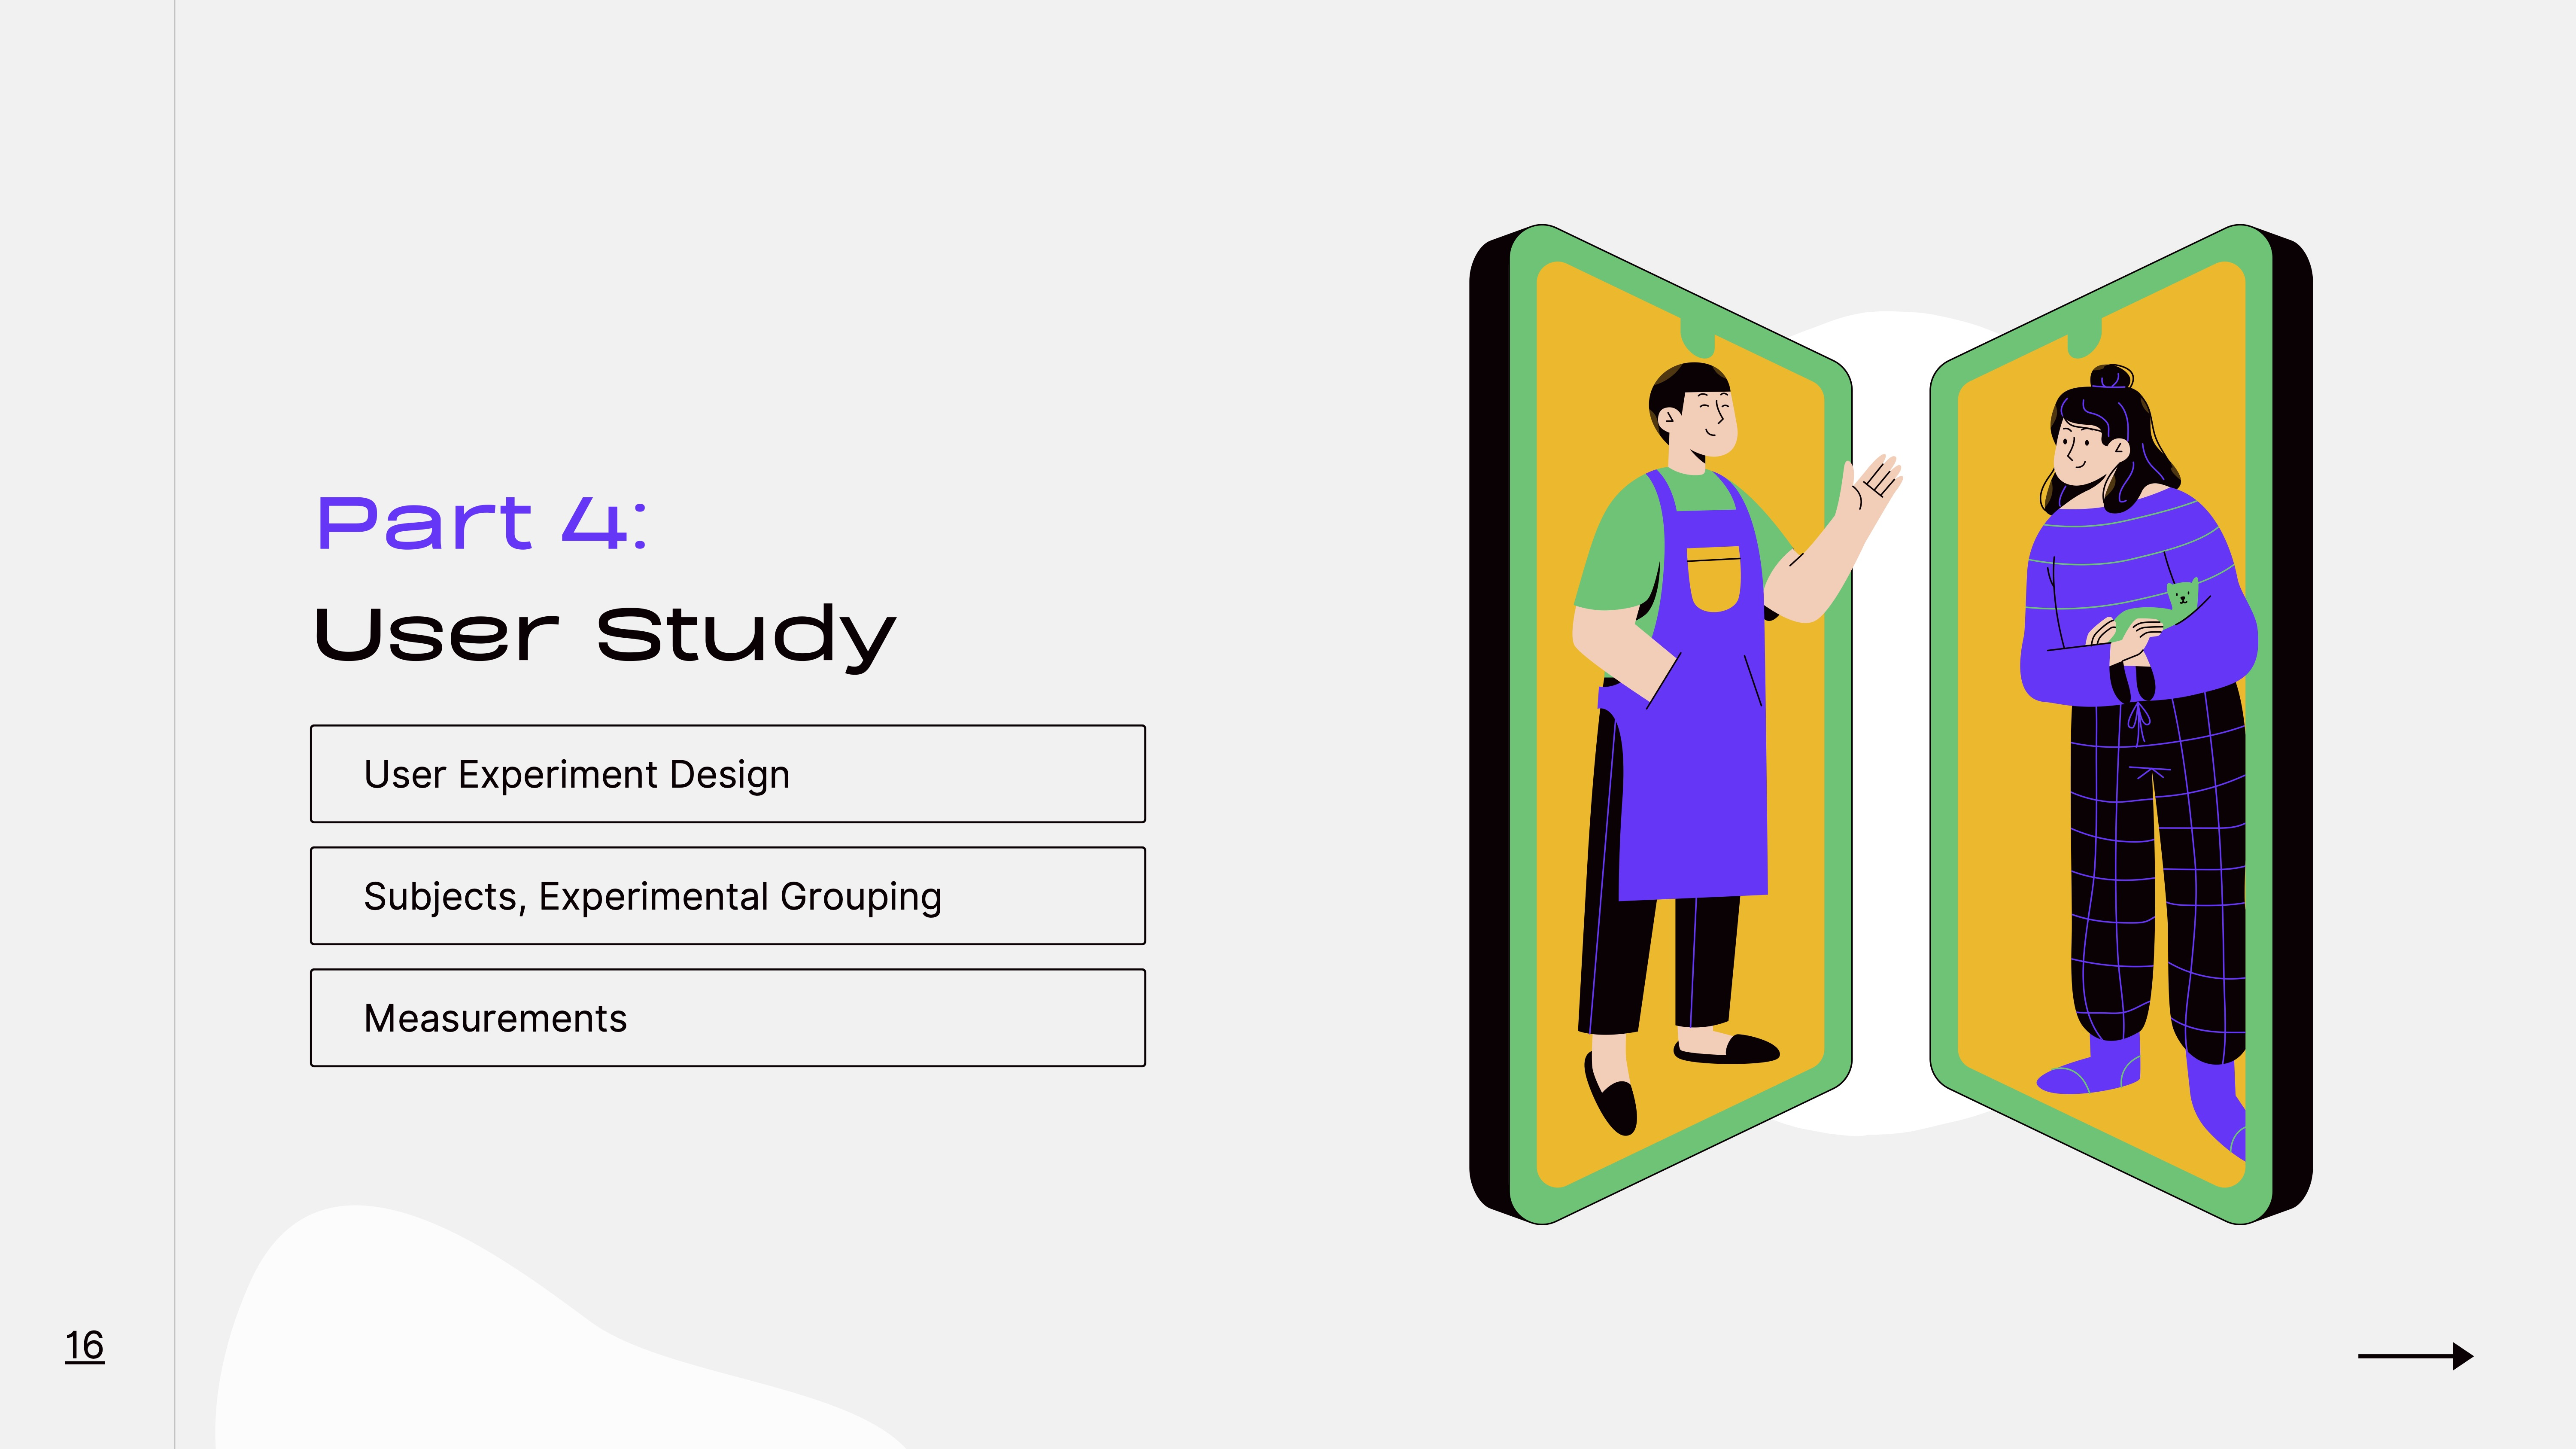 Part 4:
User Study
User Experiment Design
Subjects, Experimental Grouping
Measurements
16